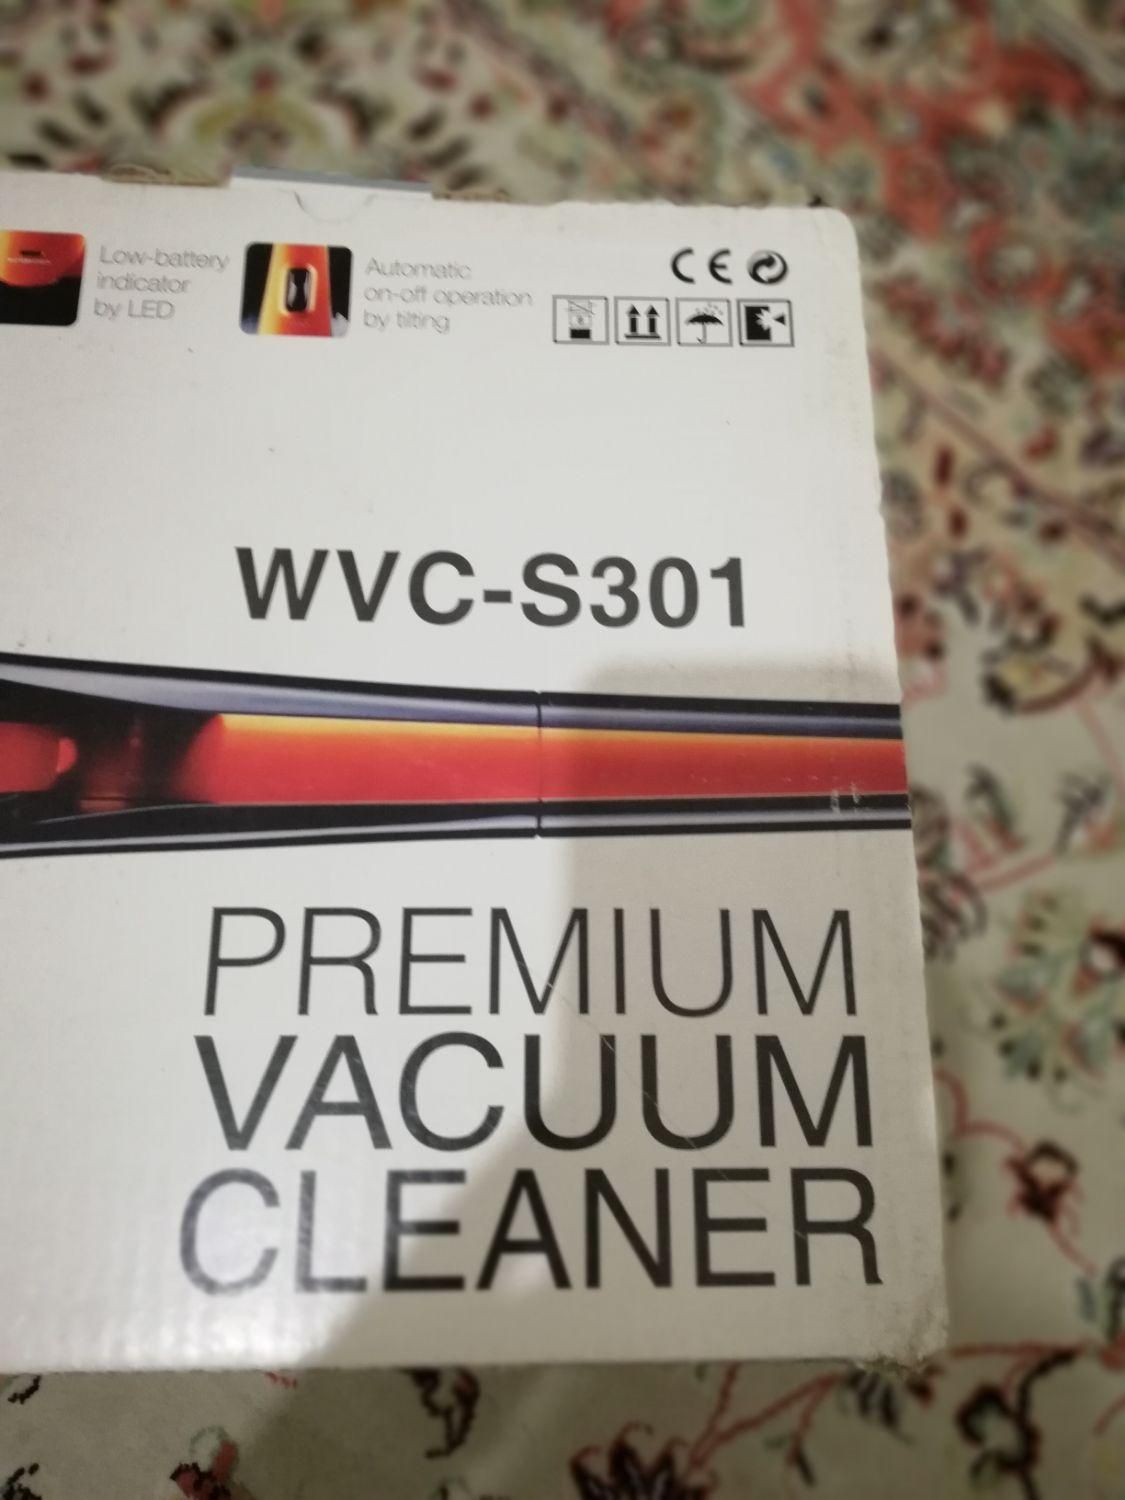 Low-battery
indicator
by LED
Automatic
on-off operation
by tilting
CE
WVC-S301
PREMIUM
VACUUM
CLEANER